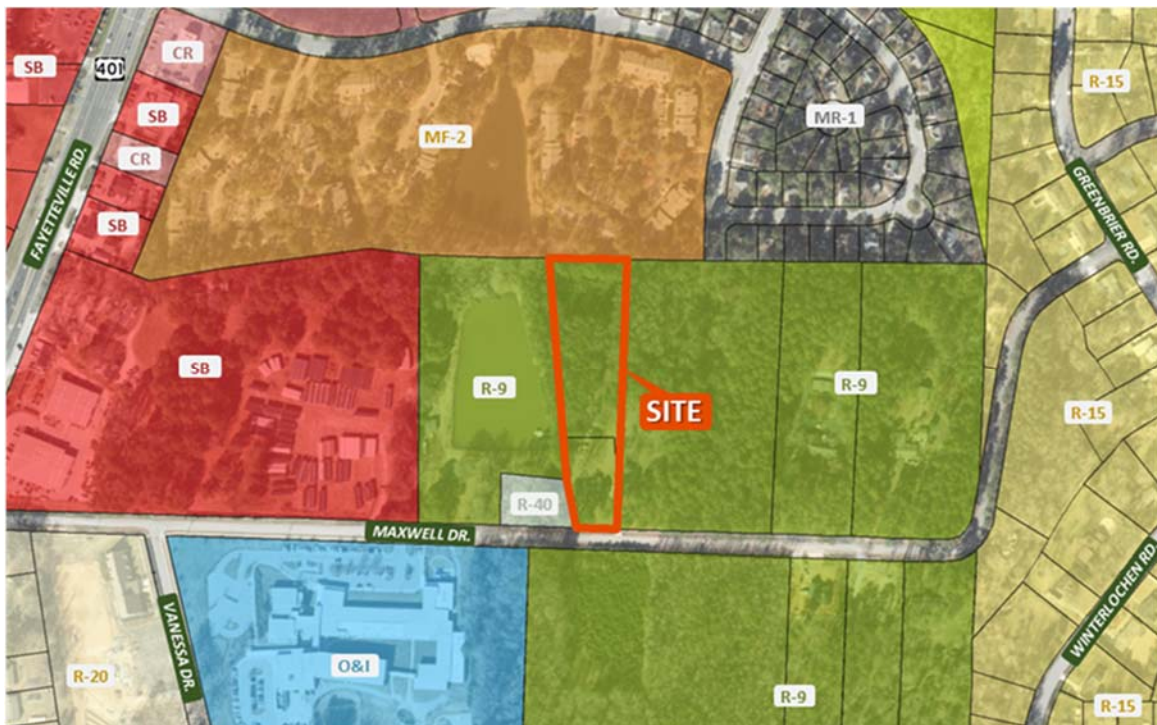 SB
401
CR
SB
CR
SB
MF-2
MR-1
R-15
GREENBRIER RD.
FAYETTEVILLE RD.
SB
R-9
SITE
R-9
R-15
R-40
MAXWELL DR.
VANESSA DR.
O&I
R-20
R-9
WINTERLOCHEN RD.
R-15